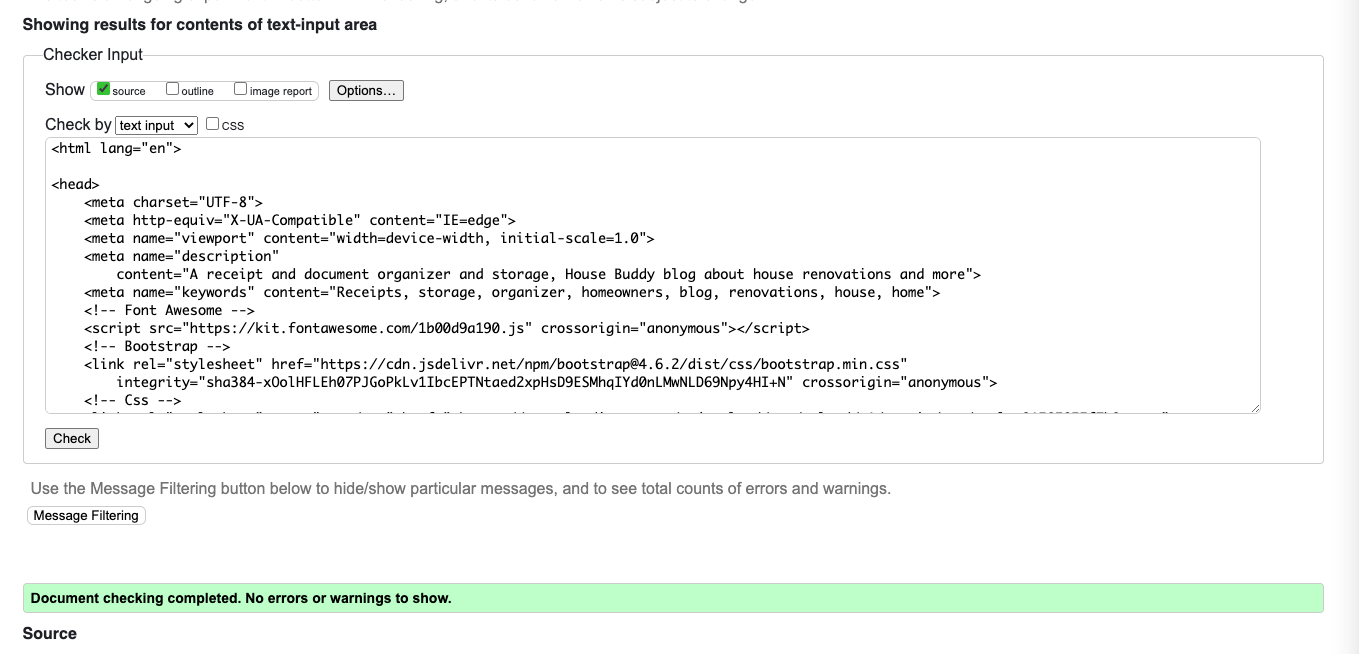 Showing results for contents of text-input area
Checker Input
Show source outline image report Options...
Check by text input css
<html lang="en">
<head>
<meta charset="UTF-8">
<meta http-equiv="X-UA-Compatible" content="IE=edge">
<meta name="viewport" content="width=device-width, initial-scale=1.0">
<meta name="description"
content="A receipt and document organizer and storage, House Buddy blog about house renovations and more">
<meta name="keywords" content="Receipts, storage, organizer, homeowners, blog, renovations, house, home">
<!-- Font Awesome -->
<script src="https://kit.fontawesome.com/1b00d9a190.js" crossorigin="anonymous"></script>
<!-- Bootstrap -->
<link rel="stylesheet" href="https://cdn.jsdelivr.net/npm/bootstrap@4.6.2/dist/css/bootstrap.min.css"
integrity="sha384-xOolHFLEh07PJGoPkLv1IbcEPTNtaed2xpHsD9ESMhqIYd0nLMwNLD69Npy4HI+N" crossorigin="anonymous">
<!-- Css -->
Check
Use the Message Filtering button below to hide/show particular messages, and to see total counts of errors and warnings.
Message Filtering
Document checking completed. No errors or warnings to show.
Source